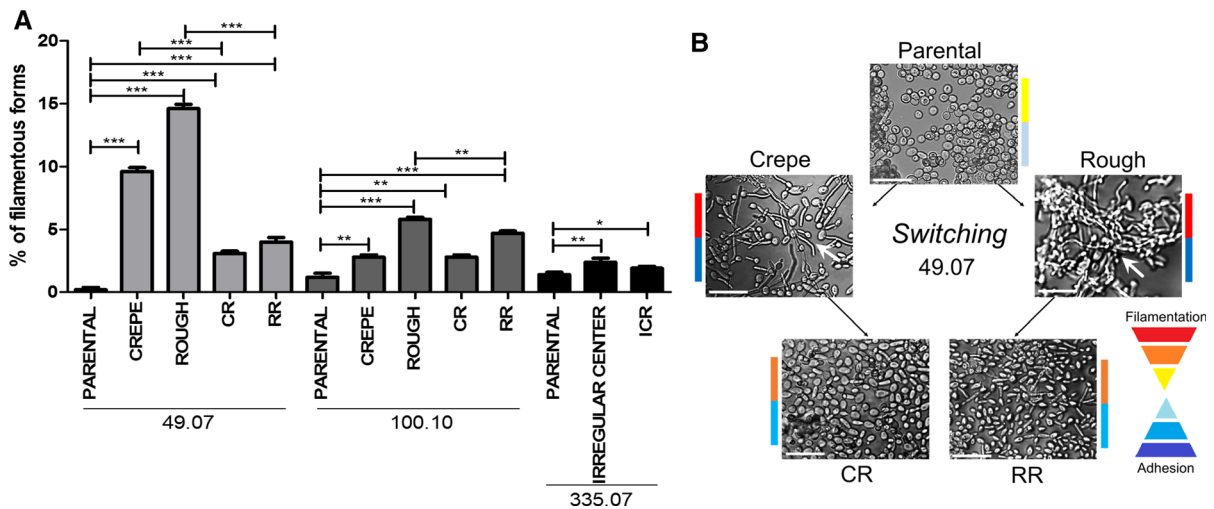 A
% of filamentous forms
20
15
10
5
0
***
***
***
***
***
***
**
***
**
***
**
*
**
PARENTAL
CREPE
ROUGH
CR
RR
PARENTAL
CREPE
ROUGH
CR
RR
PARENTAL
IRREGULAR CENTER
ICR
49.07
100.10
335.07
B
Parental
Crepe
Rough
Switching
49.07
CR
RR
Filamentation
Adhesion